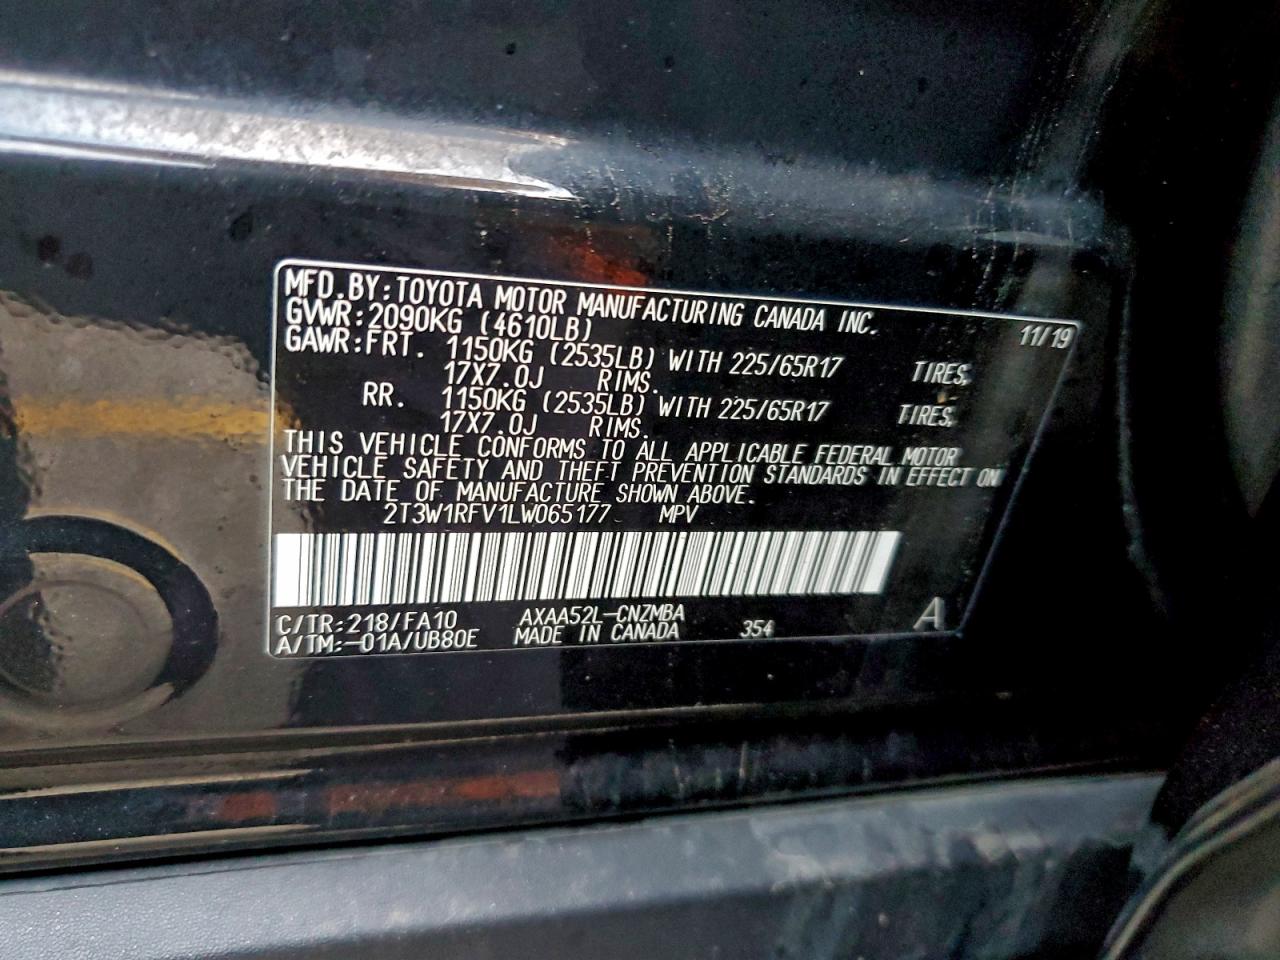 MFD.BY:TOYOTA MOTOR MANUFACTURING CANADA INC.
GVWR:2090KG (4610LB) 11/19
GAWR:FRT. 1150KG (2535LB) WITH 225/65R17 TIRES,
17X7.0J RIMS.
RR. 1150KG (2535LB) WITH 225/65R17 TIRES,
17X7.0J RIMS.
THIS VEHICLE CONFORMS TO ALL APPLICABLE FEDERAL MOTOR
VEHICLE SAFETY AND THEFT PREVENTION STANDARDS IN EFFECT ON
THE DATE OF MANUFACTURE SHOWN ABOVE.
2T3W1RFV1LW065177 MPV
C/TR:218/FA10 AXAA52L-CNZMBA
A/TM:-01A/UB80E MADE IN CANADA 354 A